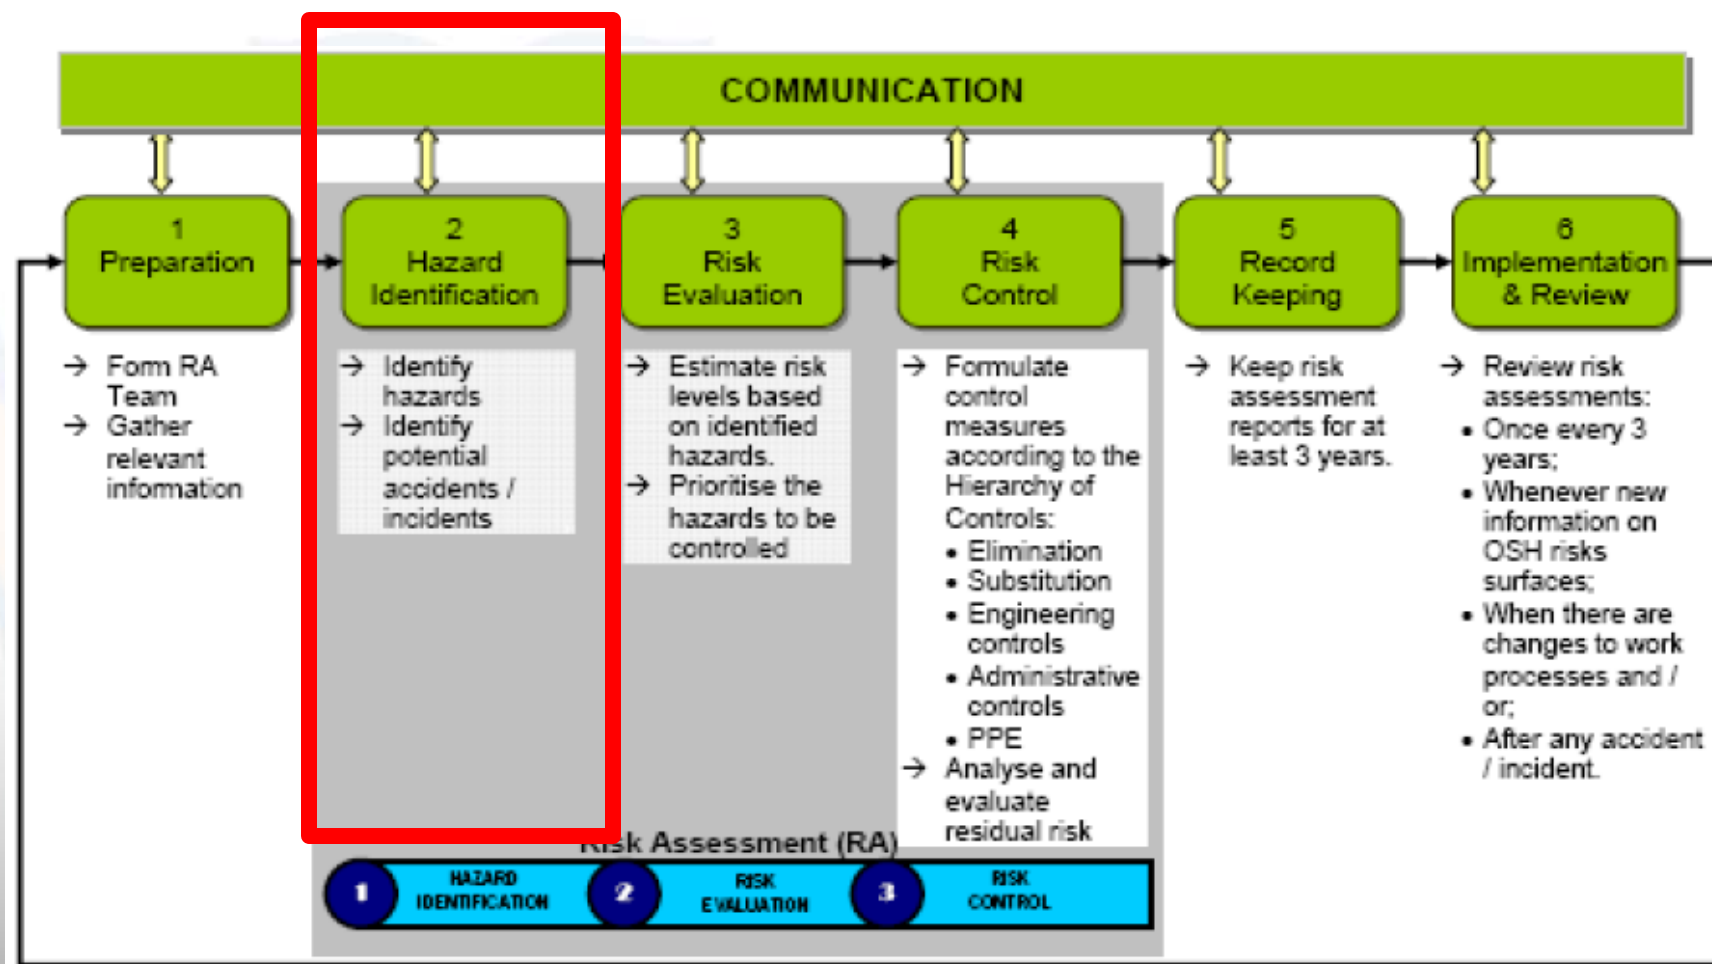 COMMUNICATION
1
Preparation
2
Hazard
Identification
3
Risk
Evaluation
4
Risk
Control
5
Record
Keeping
6
Implementation
& Review
→ Form RA
Team
→ Gather
relevant
information
→ Identify
hazards
→ Identify
potential
accidents /
incidents
→ Estimate risk
levels based
on identified
hazards.
→ Prioritise the
hazards to be
controlled
→ Formulate
control
measures
according to the
Hierarchy of
Controls:
• Elimination
• Substitution
• Engineering
controls
• Administrative
controls
• PPE
→ Analyse and
evaluate
residual risk
→ Keep risk
assessment
reports for at
least 3 years.
→ Review risk
assessments:
• Once every 3
years;
• Whenever new
information on
OSH risks
surfaces;
• When there are
changes to work
processes and /
or;
• After any accident
/ incident.
Risk Assessment (RA)
1
HAZARD
IDENTIFICATION
2
RISK
EVALUATION
3
RISK
CONTROL